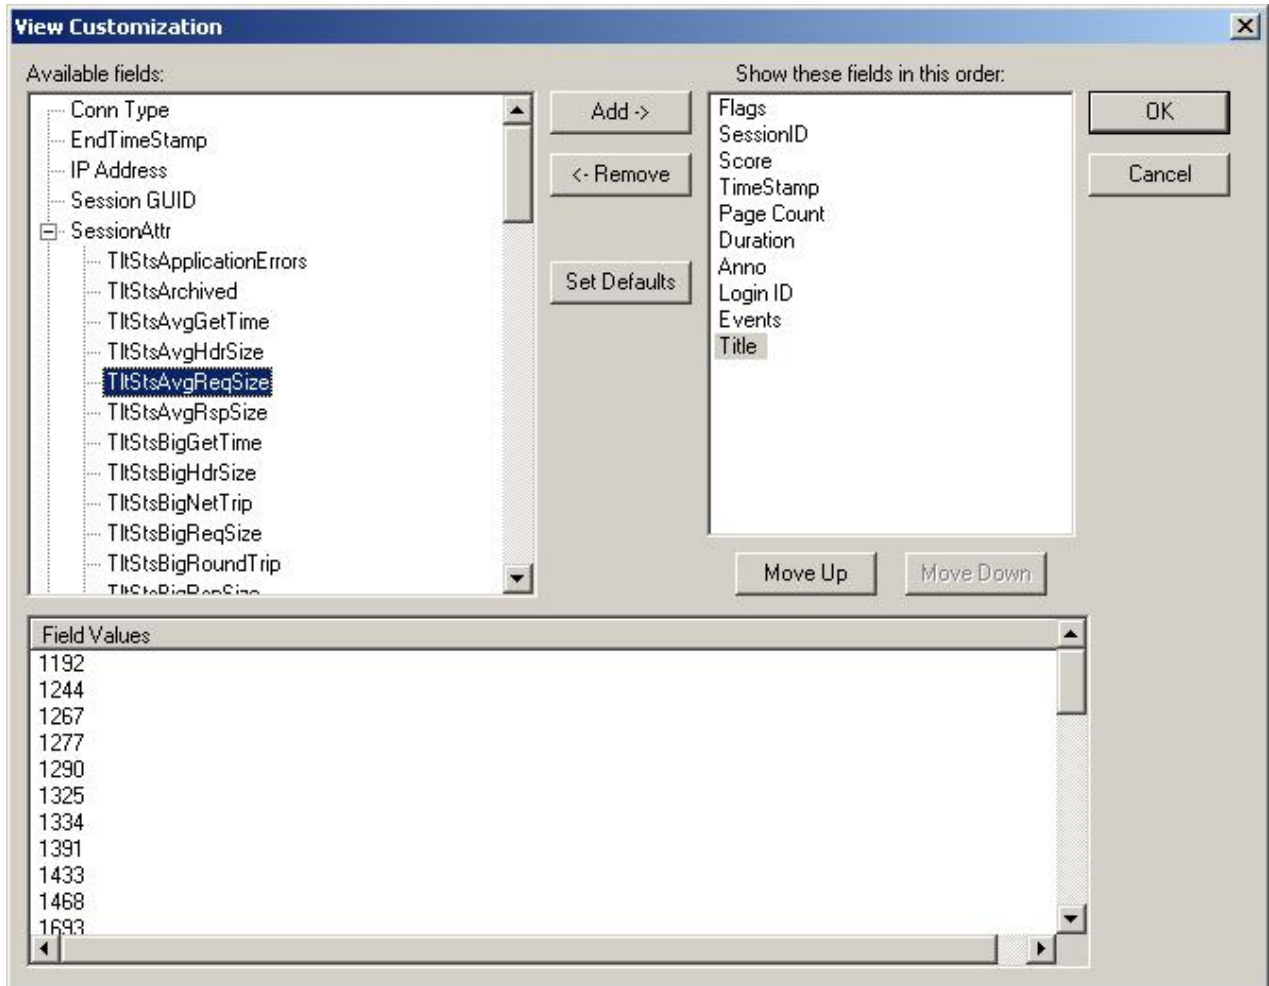 View Customization
Available fields:
Conn Type
EndTimeStamp
IP Address
Session GUID
SessionAttr
TltStsApplicationErrors
TltStsArchived
TltStsAvgGetTime
TltStsAvgHdrSize
TltStsAvgReqSize
TltStsAvgRspSize
TltStsBigGetTime
TltStsBigHdrSize
TltStsBigNetTrip
TltStsBigReqSize
TltStsBigRoundTrip
TltStsBigRspSize
Add ->
<- Remove
Set Defaults
Show these fields in this order:
Flags
SessionID
Score
TimeStamp
Page Count
Duration
Anno
Login ID
Events
Title
Move Up
Move Down
OK
Cancel
Field Values
1192
1244
1267
1277
1290
1325
1334
1391
1433
1468
1693